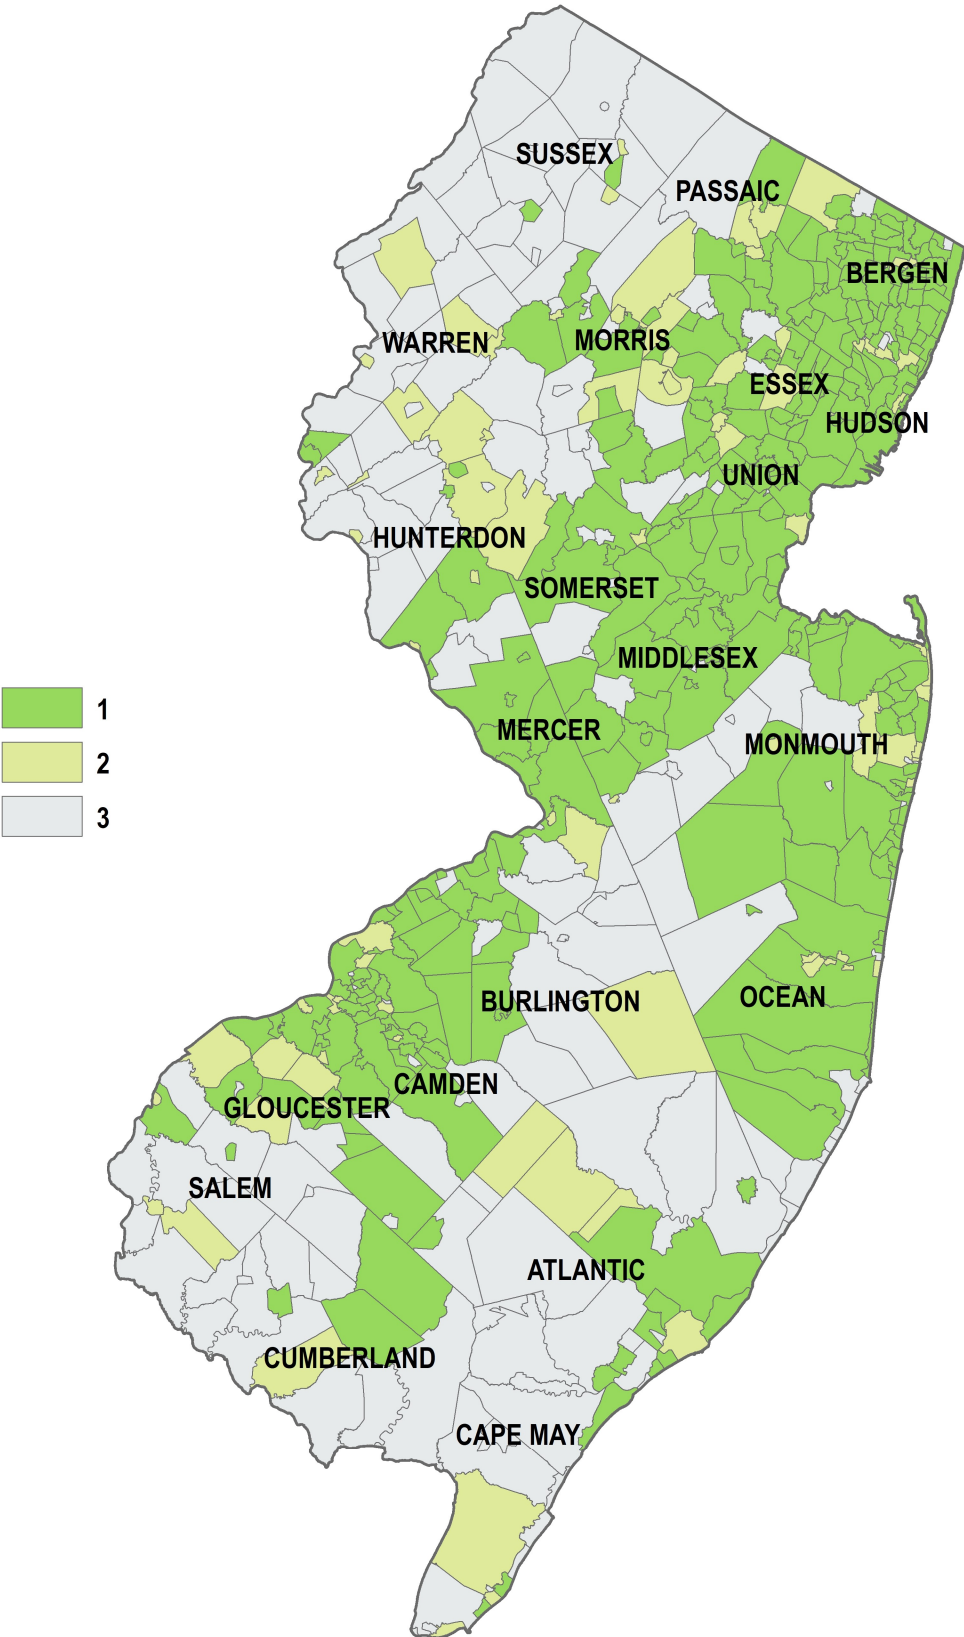 SUSSEX
PASSAIC
BERGEN
WARREN
MORRIS
ESSEX
HUDSON
UNION
HUNTERDON
SOMERSET
MIDDLESEX
1
2
3
MERCER
MONMOUTH
BURLINGTON
OCEAN
CAMDEN
GLOUCESTER
SALEM
ATLANTIC
CUMBERLAND
CAPE MAY